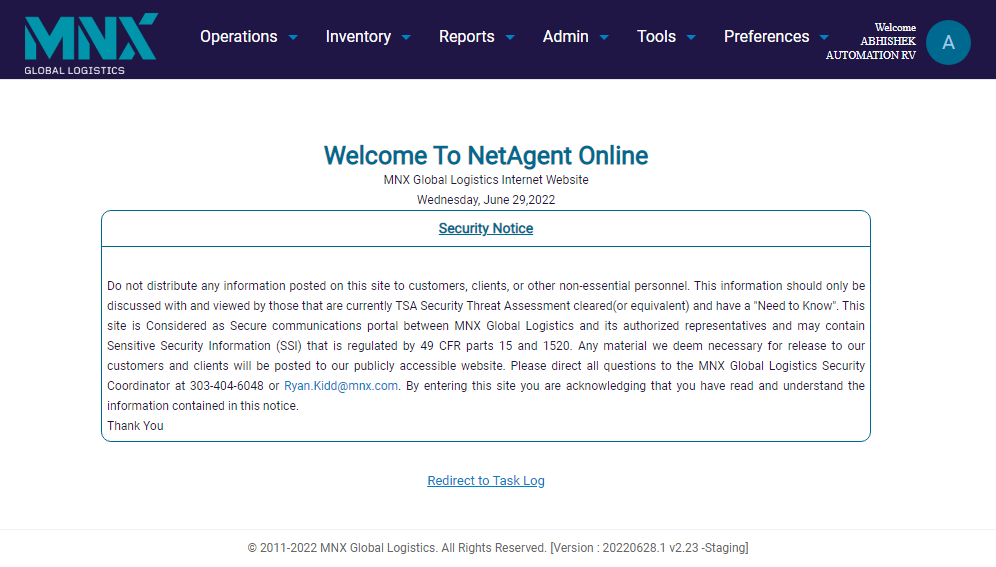 MNX
GLOBAL LOGISTICS
Operations Inventory Reports Admin Tools Preferences
Welcome
ABHISHEK
AUTOMATION RV
A
Welcome To NetAgent Online
MNX Global Logistics Internet Website
Wednesday, June 29,2022
Security Notice
Do not distribute any information posted on this site to customers, clients, or other non-essential personnel. This information should only be
discussed with and viewed by those that are currently TSA Security Threat Assessment cleared(or equivalent) and have a "Need to Know". This
site is Considered as Secure communications portal between MNX Global Logistics and its authorized representatives and may contain
Sensitive Security Information (SSI) that is regulated by 49 CFR parts 15 and 1520. Any material we deem necessary for release to our
customers and clients will be posted to our publicly accessible website. Please direct all questions to the MNX Global Logistics Security
Coordinator at 303-404-6048 or Ryan.Kidd@mnx.com. By entering this site you are acknowledging that you have read and understand the
information contained in this notice.
Thank You
Redirect to Task Log
© 2011-2022 MNX Global Logistics. All Rights Reserved. [Version : 20220628.1 v2.23 -Staging]